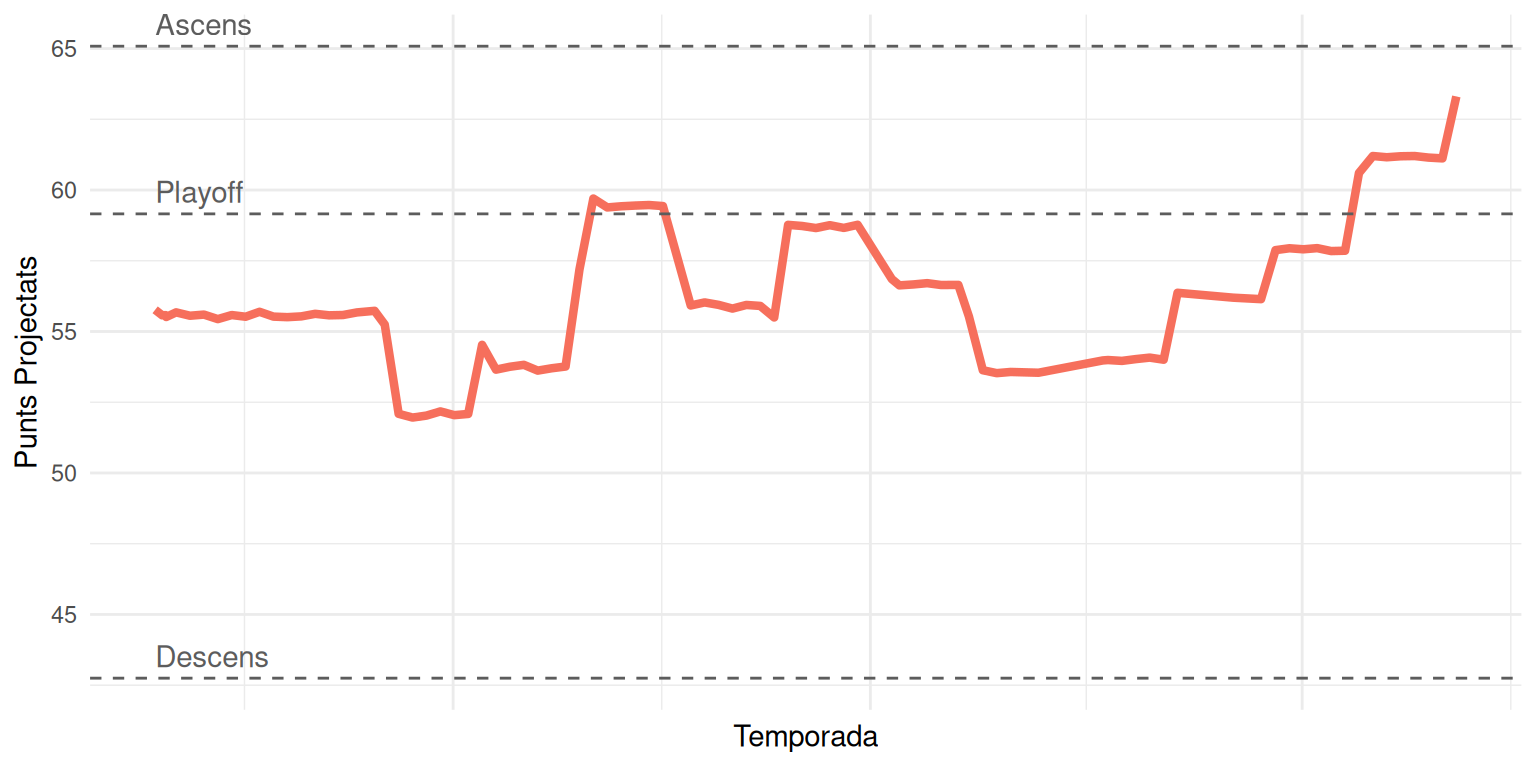 Ascens
65
Playoff
60
55
50
45
Descens
Punts Projectats
Temporada